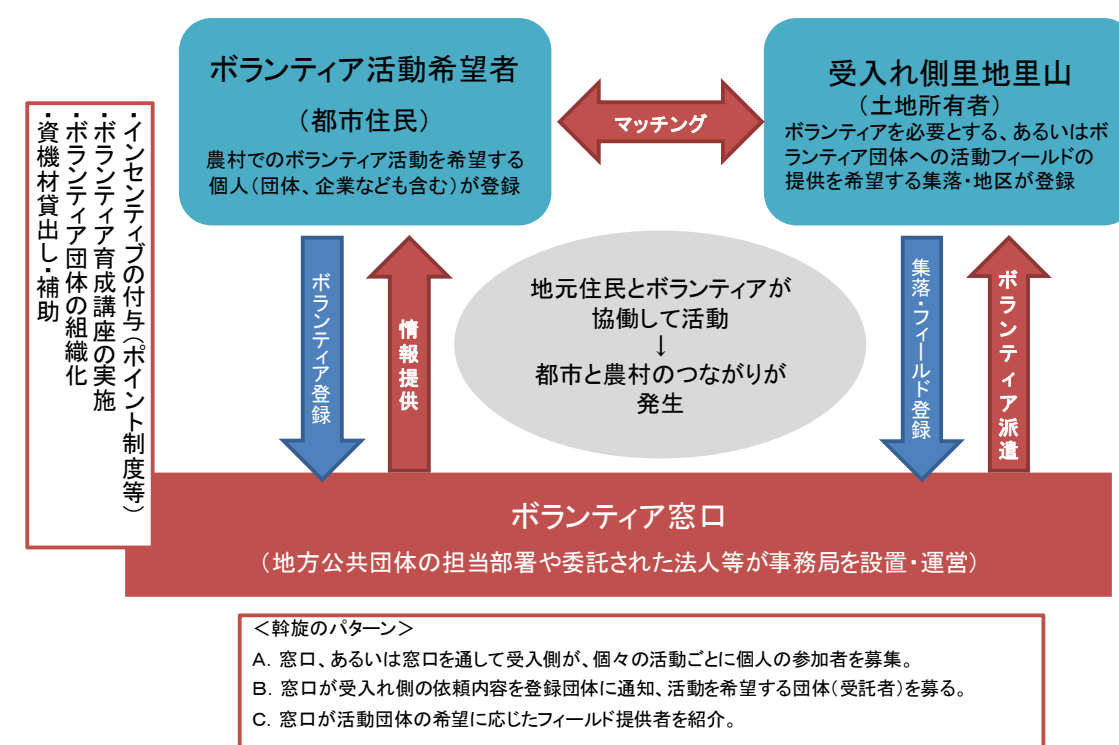 ボランティア活動希望者
（都市住民）
農村でのボランティア活動を希望する
個人（団体、企業なども含む）が登録
マッチング
受入れ側里地里山
（土地所有者）
ボランティアを必要とする、あるいはボ
ランティア団体への活動フィールドの
提供を希望する集落・地区が登録
・インセンティブの付与（ポイント制度等）
・ボランティア育成講座の実施
・ボランティア団体の組織化
・資機材貸出し・補助
ボランティア登録
情報提供
地元住民とボランティアが
協働して活動
↓
都市と農村のつながりが
発生
集落・フィールド登録
ボランティア派遣
ボランティア窓口
（地方公共団体の担当部署や委託された法人等が事務局を設置・運営）
＜斡旋のパターン＞
A．窓口、あるいは窓口を通して受入側が、個々の活動ごとに個人の参加者を募集。
B．窓口が受入れ側の依頼内容を登録団体に通知、活動を希望する団体（受託者）を募る。
C．窓口が活動団体の希望に応じたフィールド提供者を紹介。